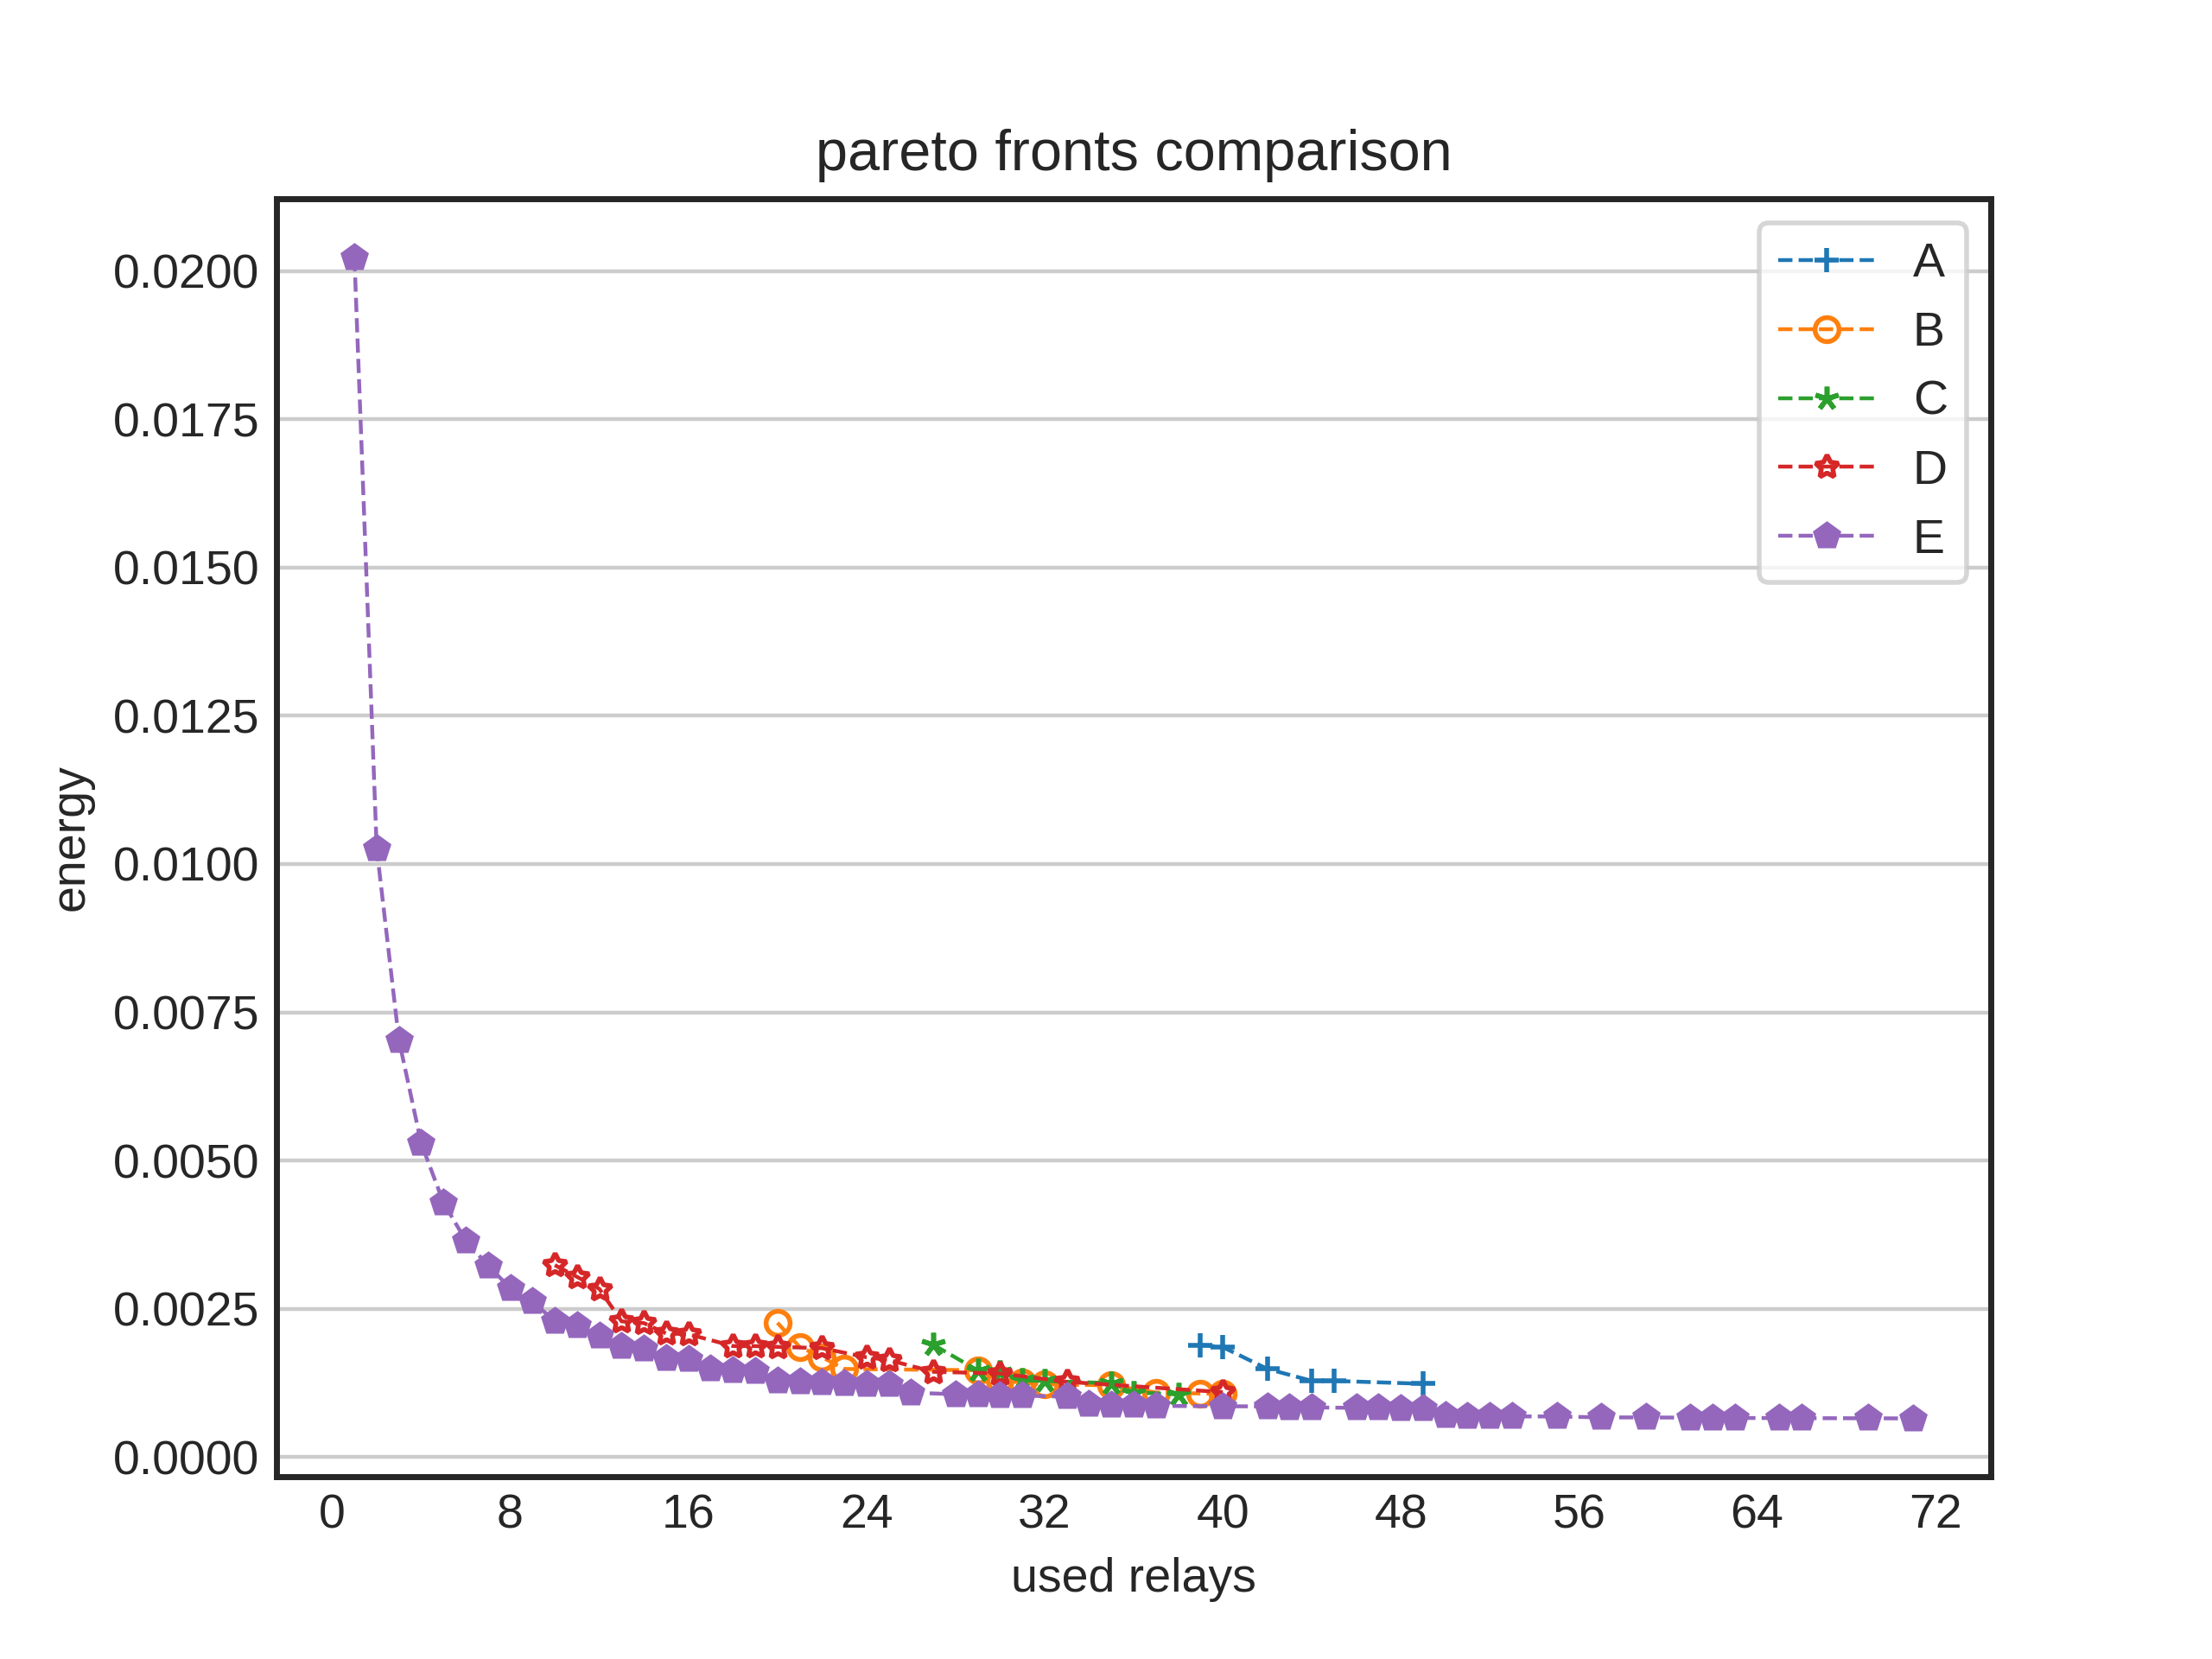 pareto fronts comparison
A
B
C
D
E
0.0200
0.0175
0.0150
0.0125
0.0100
0.0075
0.0050
0.0025
0.0000
energy
0 8 16 24 32 40 48 56 64 72
used relays